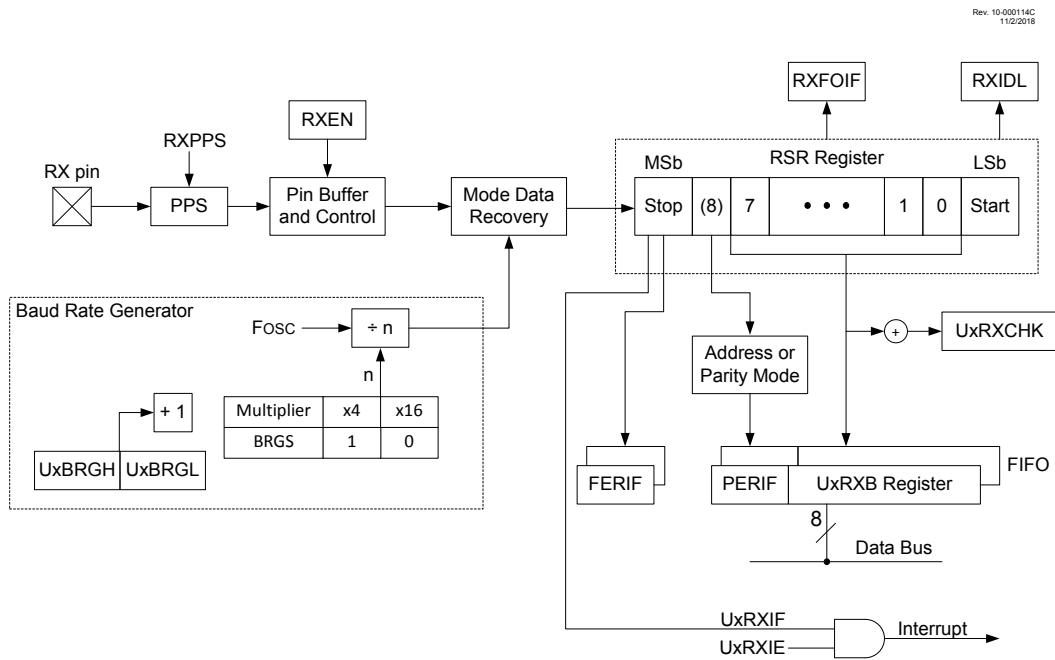 Rev. 10-000114C
11/2/2018
RXFOIF
RXIDL
RXEN
RXPPS
RX pin
MSb
RSR Register
LSb
PPS
Pin Buffer
and Control
Mode Data
Recovery
Stop
(8)
7
• • •
1
0
Start
Baud Rate Generator
FOSC
÷ n
n
+ 1
Multiplier x4 x16
BRGS 1 0
UxBRGH UxBRGL
+
UxRXCHK
Address or
Parity Mode
FIFO
FERIF
PERIF
UxRXB Register
8
Data Bus
UxRXIF
UxRXIE
Interrupt